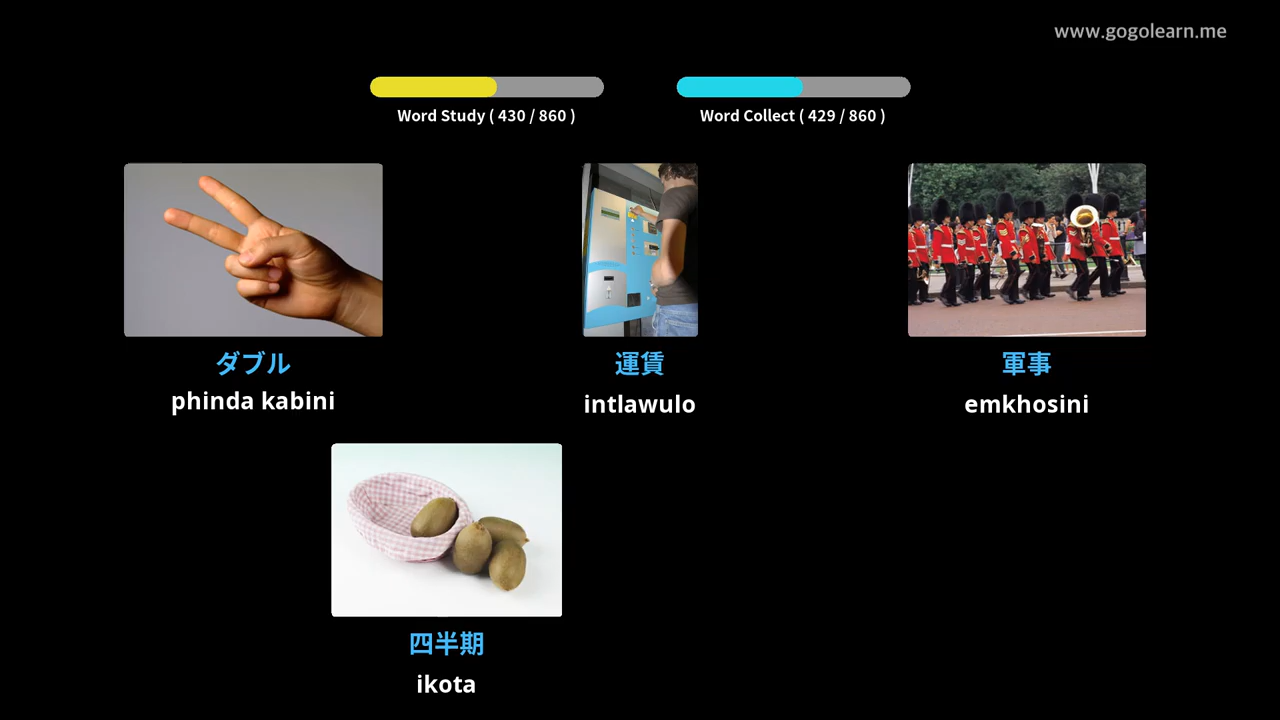 www.gogolearn.me
Word Study ( 430 / 860 )
Word Collect ( 429 / 860 )
ダブル
phinda kabini
運賃
intlawulo
軍事
emkhosini
四半期
ikota